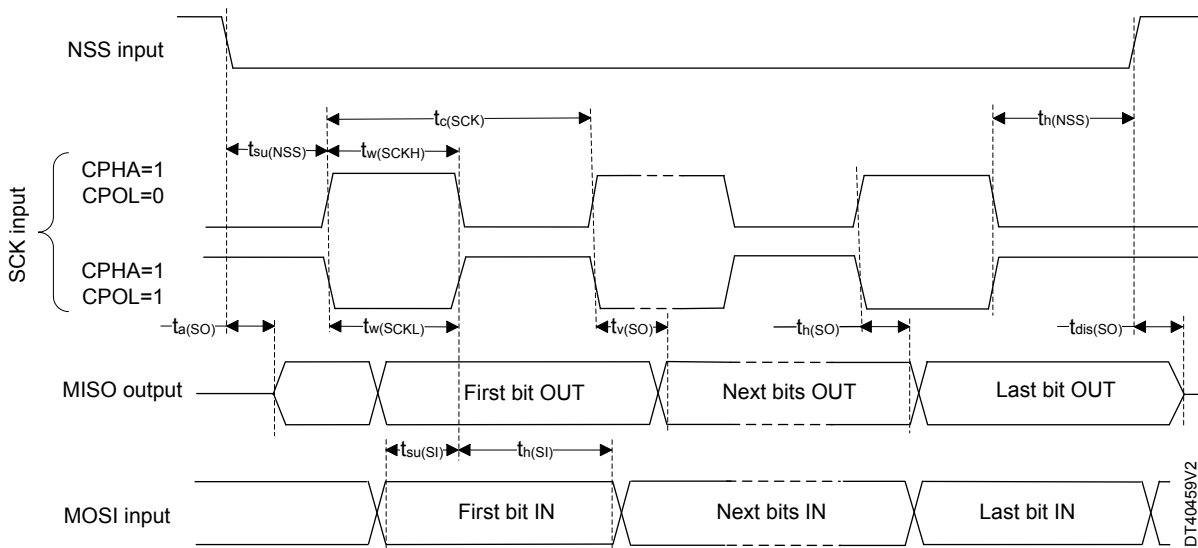 NSS input
tc(SCK)
th(NSS)
tsu(NSS)
tw(SCKH)
CPHA=1
CPOL=0
SCK input
CPHA=1
CPOL=1
ta(SO)
tw(SCKL)
tv(SO)
th(SO)
tdis(SO)
MISO output
First bit OUT
Next bits OUT
Last bit OUT
tsu(SI)
th(SI)
MOSI input
First bit IN
Next bits IN
Last bit IN
DT40459V2